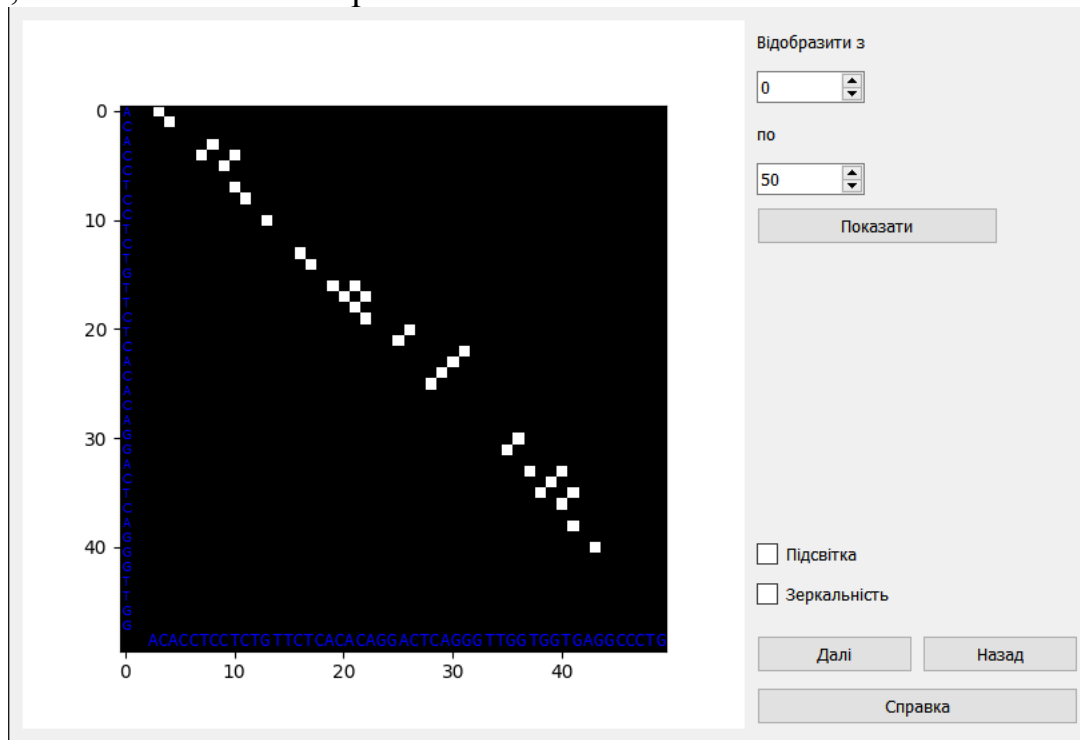 Відобразити з
0
по
50
Показати
0
10
20
30
40
A
C
A
C
C
T
C
C
T
C
T
G
T
T
C
T
C
A
C
A
C
A
G
G
A
C
T
C
A
G
G
G
T
T
G
G
ACACCTCCTCTGTTCTCACACAGGACTCAGGGTTGGTGGTGAGGCCCTG
0 10 20 30 40
Підсвітка
Зеркальність
Далі Назад
Справка